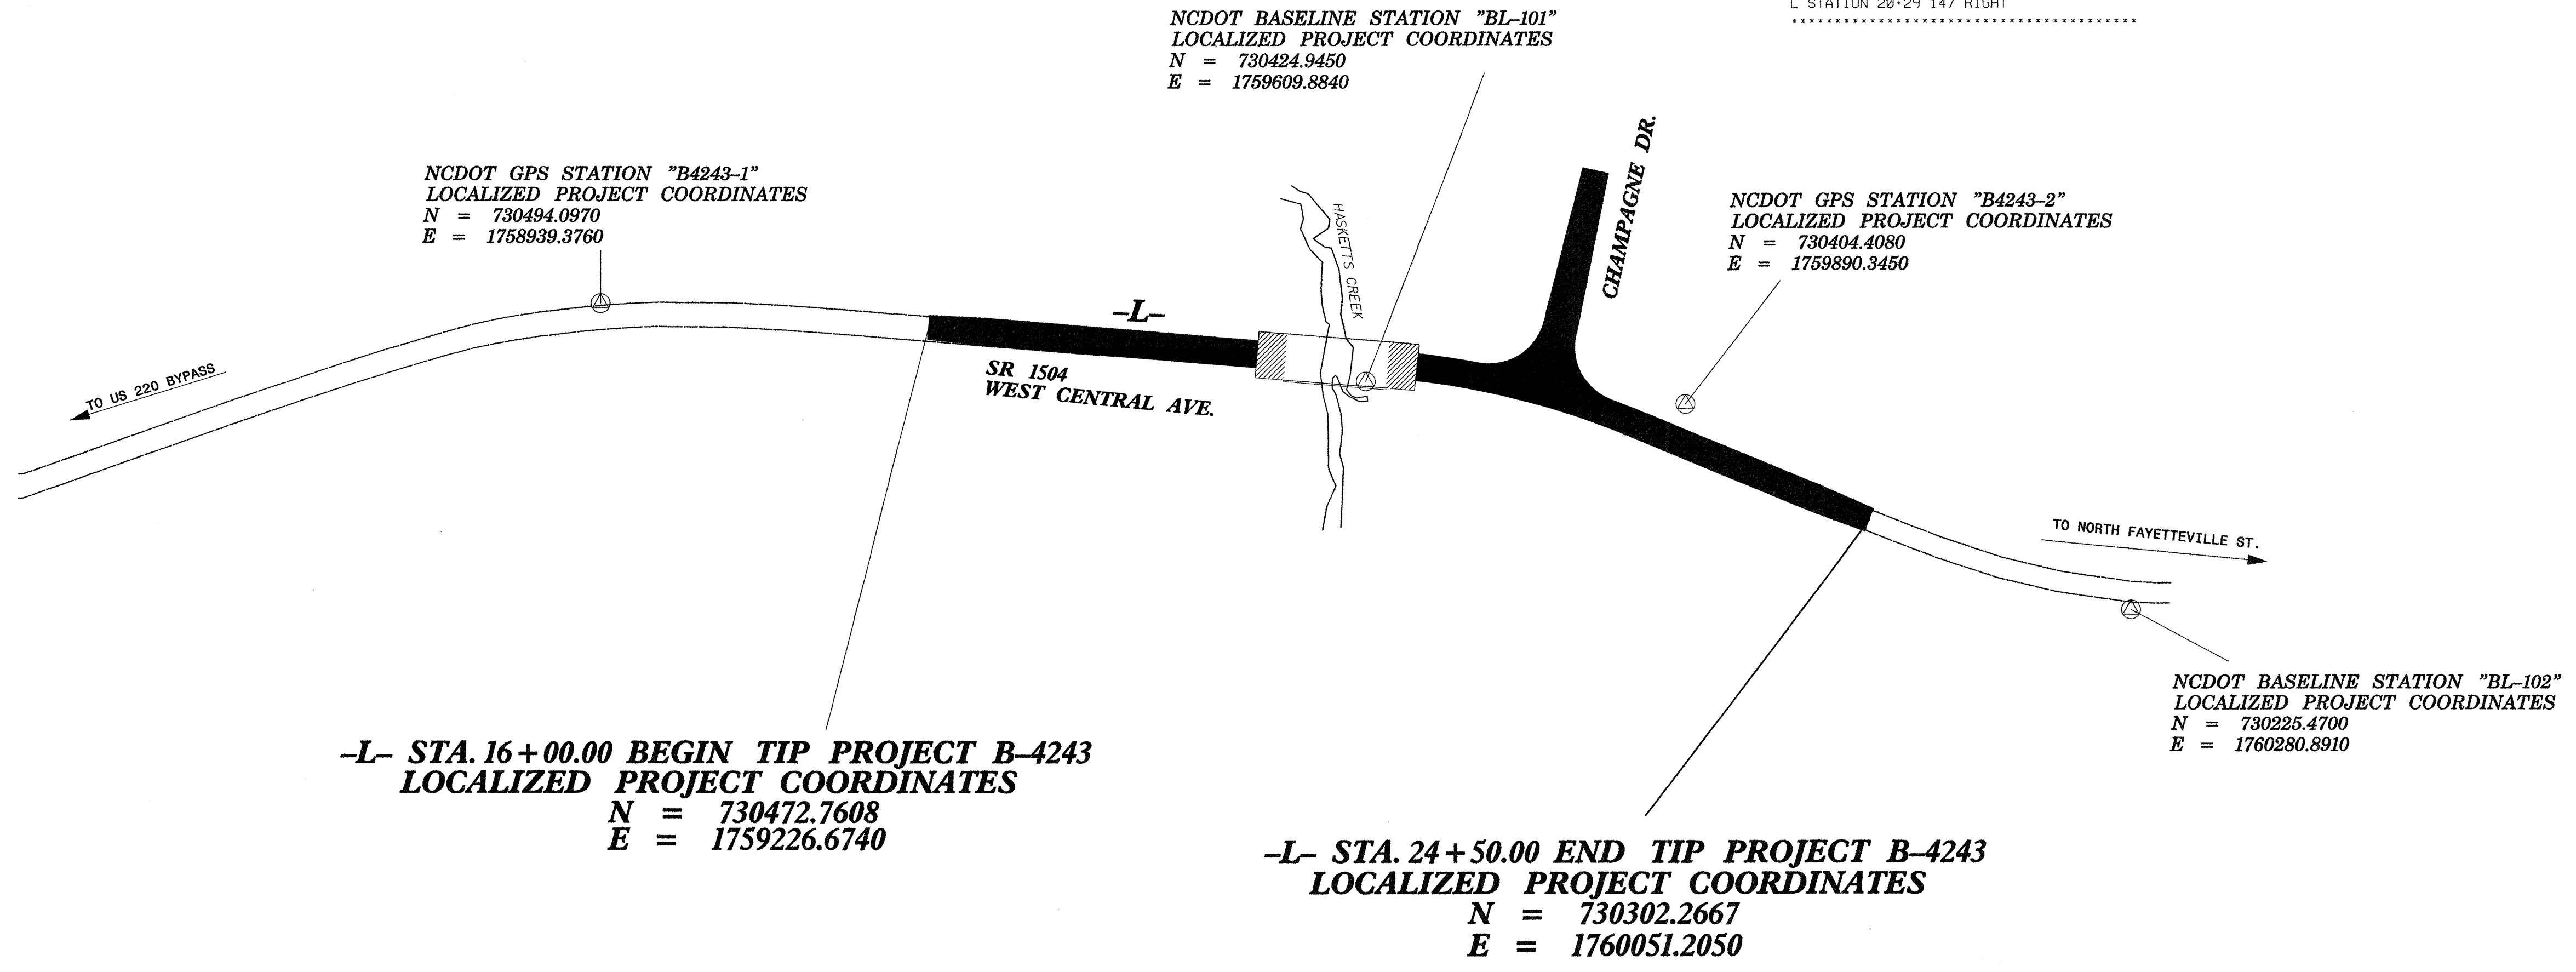 L STATION 20+29 147 RIGHT
NCDOT BASELINE STATION "BL-101"
LOCALIZED PROJECT COORDINATES
N = 730424.9450
E = 1759609.8840
NCDOT GPS STATION "B4243-1"
LOCALIZED PROJECT COORDINATES
N = 730494.0970
E = 1758939.3760
HASKETTS CREEK
CHAMPAGNE DR.
NCDOT GPS STATION "B4243-2"
LOCALIZED PROJECT COORDINATES
N = 730404.4080
E = 1759890.3450
-L-
SR 1504
WEST CENTRAL AVE.
TO US 220 BYPASS
TO NORTH FAYETTEVILLE ST.
NCDOT BASELINE STATION "BL-102"
LOCALIZED PROJECT COORDINATES
N = 730225.4700
E = 1760280.8910
-L- STA. 16+00.00 BEGIN TIP PROJECT B-4243
LOCALIZED PROJECT COORDINATES
N = 730472.7608
E = 1759226.6740
-L- STA. 24+50.00 END TIP PROJECT B-4243
LOCALIZED PROJECT COORDINATES
N = 730302.2667
E = 1760051.2050